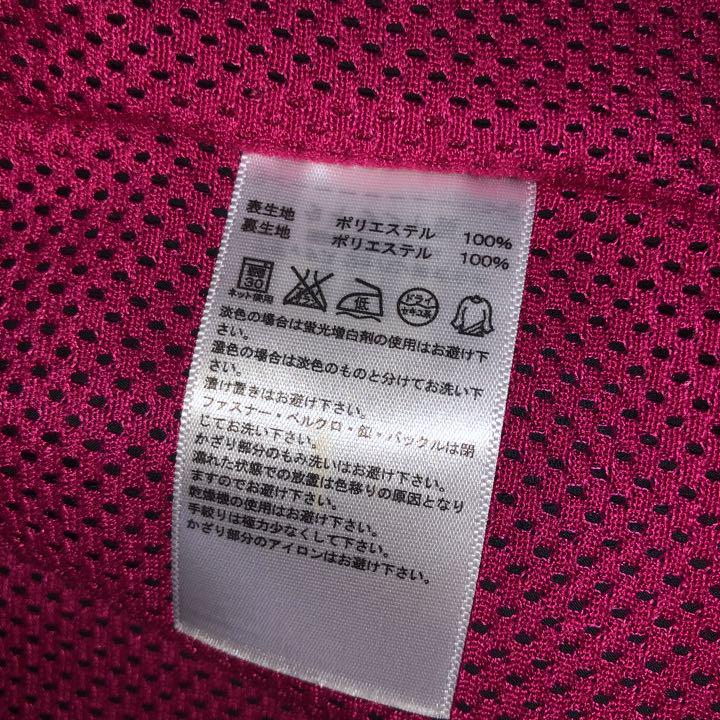 表生地 ポリエステル 100%
裏生地 ポリエステル 100%
30
ネット使用
低
ドライ
セキユ系
淡色の場合は蛍光増白剤の使用はお避け下
さい。
濃色の場合は淡色のものと分けてお洗い下
さい。
漬け置きはお避け下さい。
ファスナー・ベルクロ・釦・バックルは閉
じてお洗い下さい。
かざり部分のもみ洗いはお避け下さい。
濡れた状態での放置は色移りの原因となり
ますのでお避け下さい。
乾燥機の使用はお避け下さい。
手絞りは極力少なくして下さい。
かざり部分のアイロンはお避け下さい。